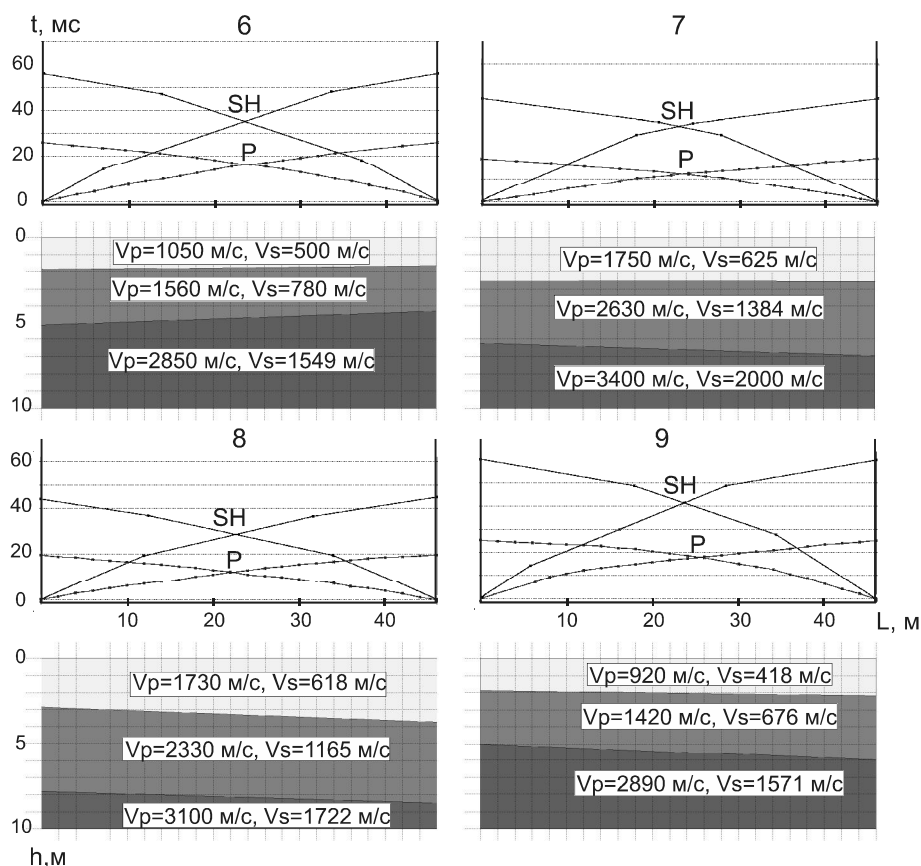 t, мс
6
7
60
40
20
0
SH
P
SH
P
0
5
10
Vp=1050 м/с, Vs=500 м/с
Vp=1560 м/с, Vs=780 м/с
Vp=2850 м/с, Vs=1549 м/с
Vp=1750 м/с, Vs=625 м/с
Vp=2630 м/с, Vs=1384 м/с
Vp=3400 м/с, Vs=2000 м/с
8
9
60
40
20
0
SH
P
SH
P
10 20 30 40
10 20 30 40 L, м
0
5
10
Vp=1730 м/с, Vs=618 м/с
Vp=2330 м/с, Vs=1165 м/с
Vp=3100 м/с, Vs=1722 м/с
Vp=920 м/с, Vs=418 м/с
Vp=1420 м/с, Vs=676 м/с
Vp=2890 м/с, Vs=1571 м/с
h,м